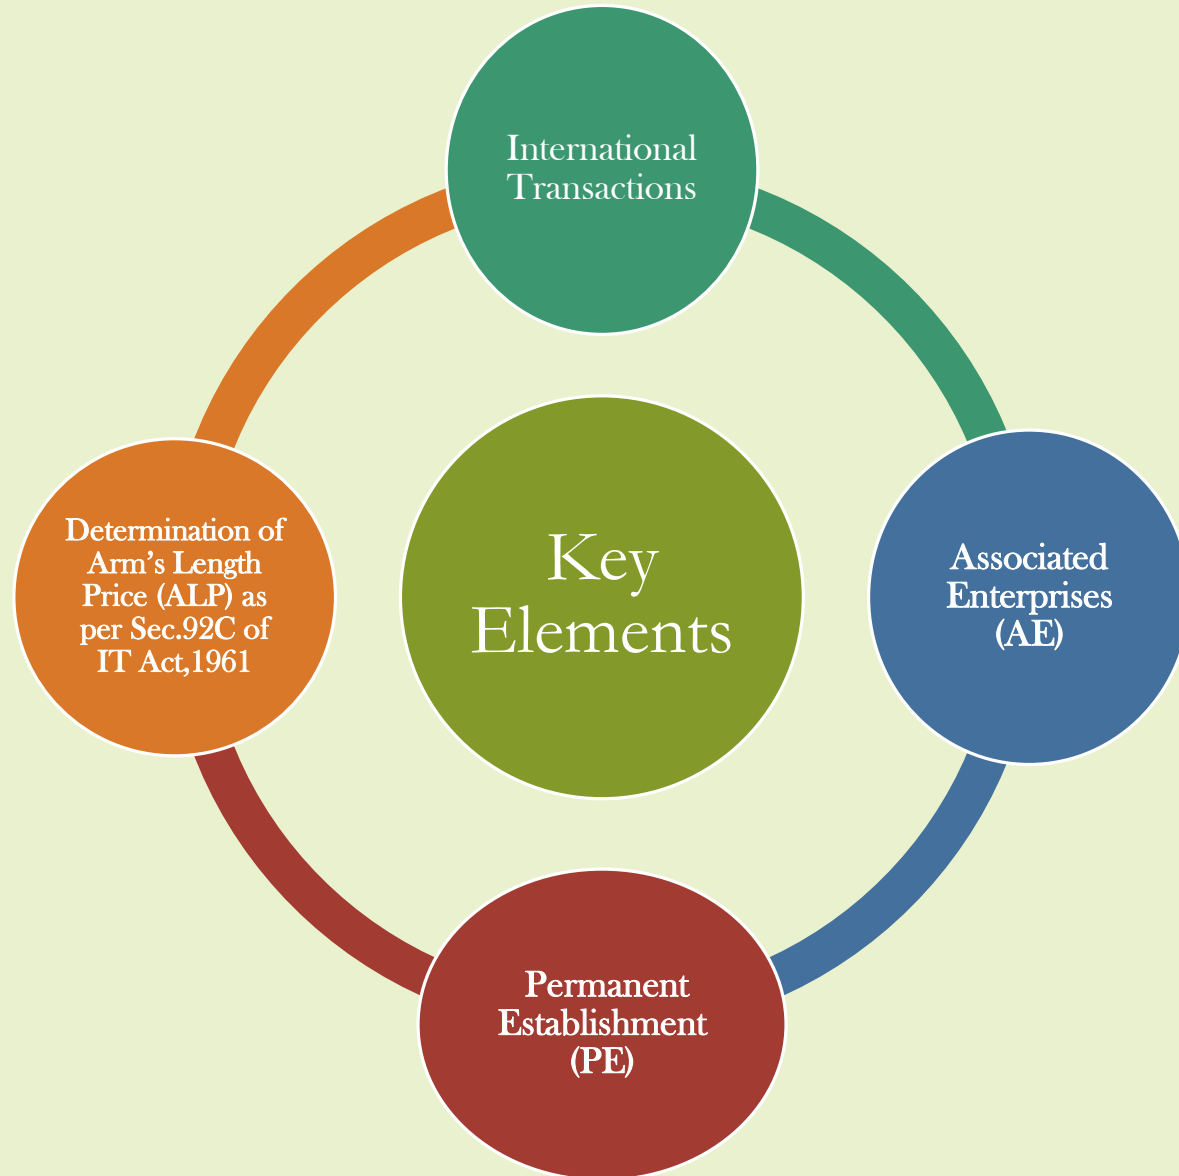 International
Transactions
Key
Elements
Associated
Enterprises
(AE)
Permanent
Establishment
(PE)
Determination of
Arm’s Length
Price (ALP) as
per Sec.92C of
IT Act,1961